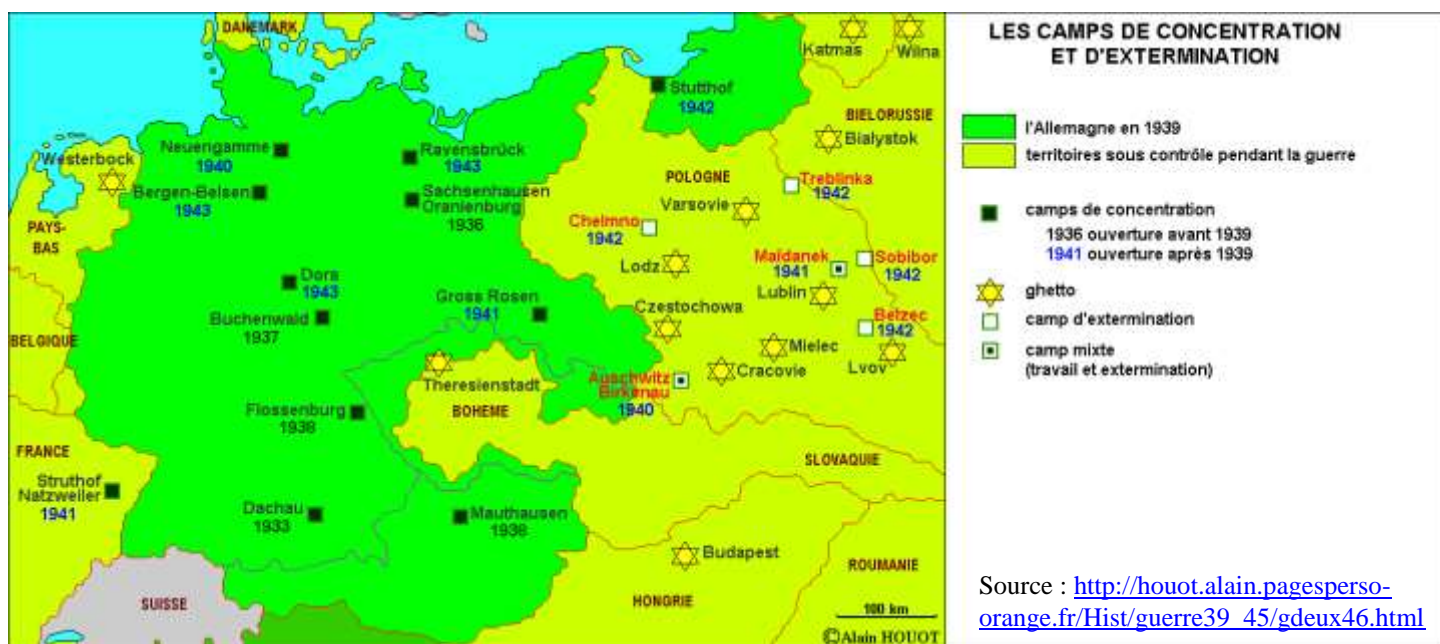 LES CAMPS DE CONCENTRATION
ET D'EXTERMINATION
l'Allemagne en 1939
territoires sous contrôle pendant la guerre
camps de concentration
1936 ouverture avant 1939
1941 ouverture après 1939
ghetto
camp d'extermination
camp mixte
(travail et extermination)
Source : http://houot.alain.pagesperso-
orange.fr/Hist/guerre39_45/gdeux46.html
DANEMARK
Katmas
Wilna
Stutthof
1942
BIELORUSSIE
Bialystok
Neuengamme
1940
Ravensbrück
1943
Westerbock
Bergen-Belsen
1943
Sachsenhausen
Oranienburg
1936
POLOGNE
Treblinka
1942
Varsovie
Chelmno
1942
PAYS-
BAS
Maïdanek
1941
Sobibor
1942
Lodz
Lublin
Dora
1943
Gross Rosen
1941
Czestochowa
Buchenwald
1937
Belzec
1942
BELGIQUE
Mielec
Lvov
Cracovie
Theresienstadt
Auschwitz
Birkenau
1940
BOHEME
Flossenburg
1938
FRANCE
SLOVAQUIE
Struthof
Natzweiler
1941
Dachau
1933
Mauthausen
1938
Budapest
ROUMANIE
SUISSE
HONGRIE
100 km
©Alain HOUOT